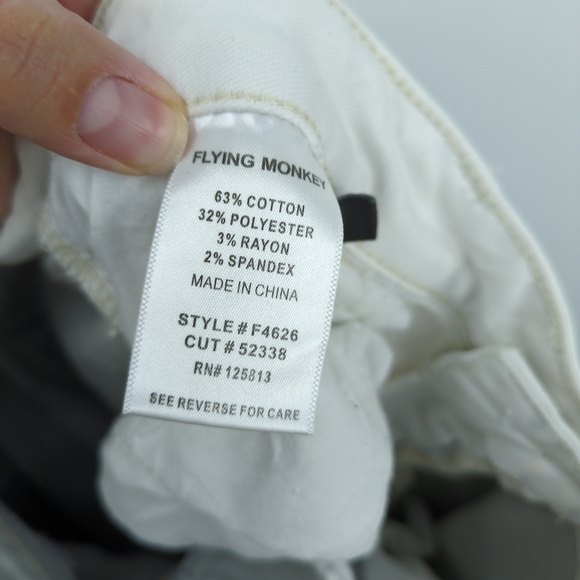 FLYING MONKEY
63% COTTON
32% POLYESTER
3% RAYON
2% SPANDEX
MADE IN CHINA
STYLE # F4626
CUT # 52338
RN# 125813
SEE REVERSE FOR CARE